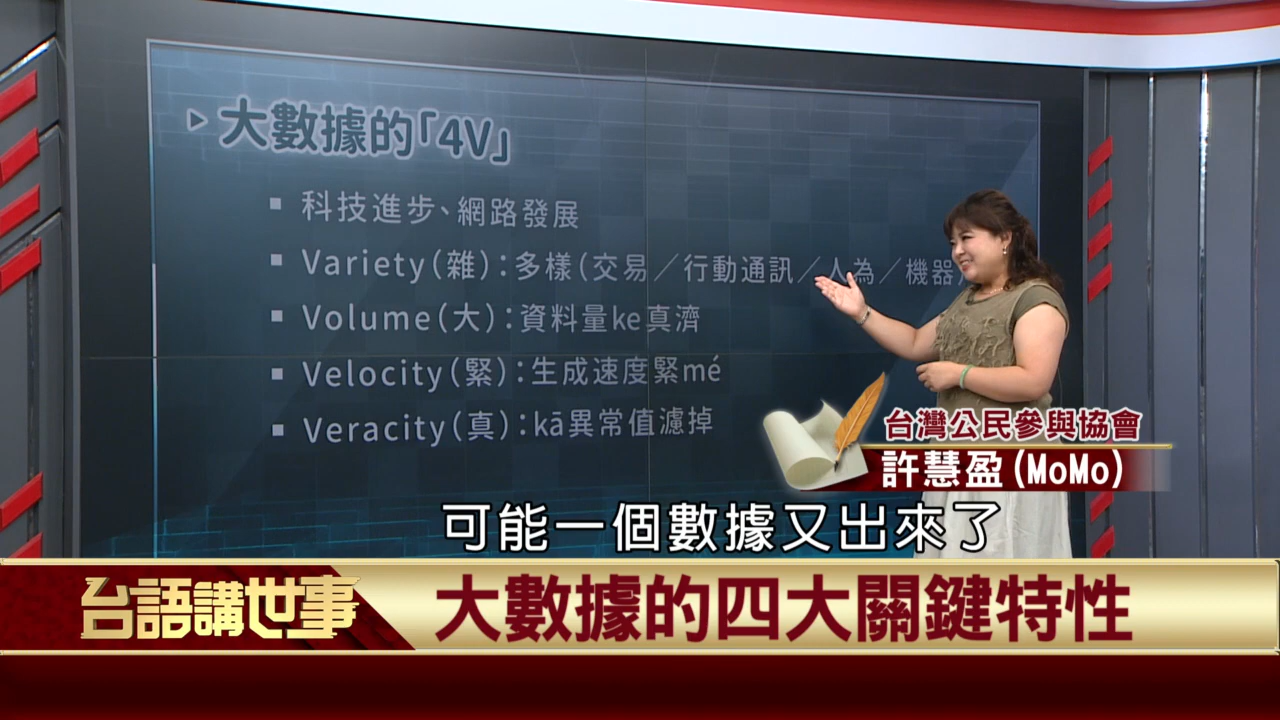 ▸大數據的「4V」
▪ 科技進步、網路發展
▪ Variety(雜):多樣(交易／行動通訊／人為／機器)
▪ Volume(大):資料量ke真濟
▪ Velocity(緊):生成速度緊mé
▪ Veracity(真):kā異常值濾掉
台灣公民參與協會
許慧盈(MoMo)
可能一個數據又出來了
台語講世事
大數據的四大關鍵特性